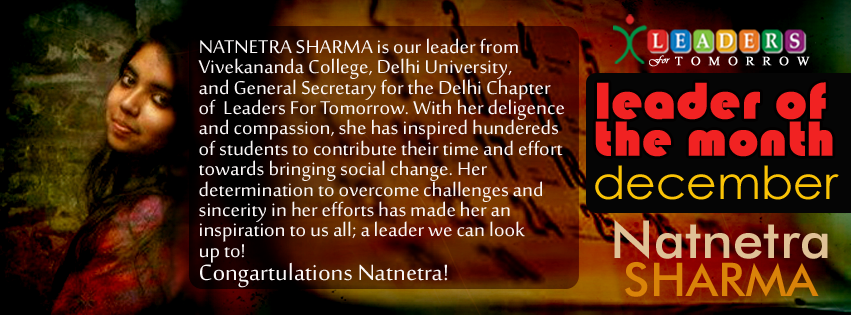 NATNETRA SHARMA is our leader from
Vivekananda College, Delhi University,
and General Secretary for the Delhi Chapter
of Leaders For Tomorrow. With her deligence
and compassion, she has inspired hundereds
of students to contribute their time and effort
towards bringing social change. Her
determination to overcome challenges and
sincerity in her efforts has made her an
inspiration to us all; a leader we can look
up to!
Congartulations Natnetra!
LEADERS
for TOMORROW
leader of
the month
december
Natnetra
SHARMA